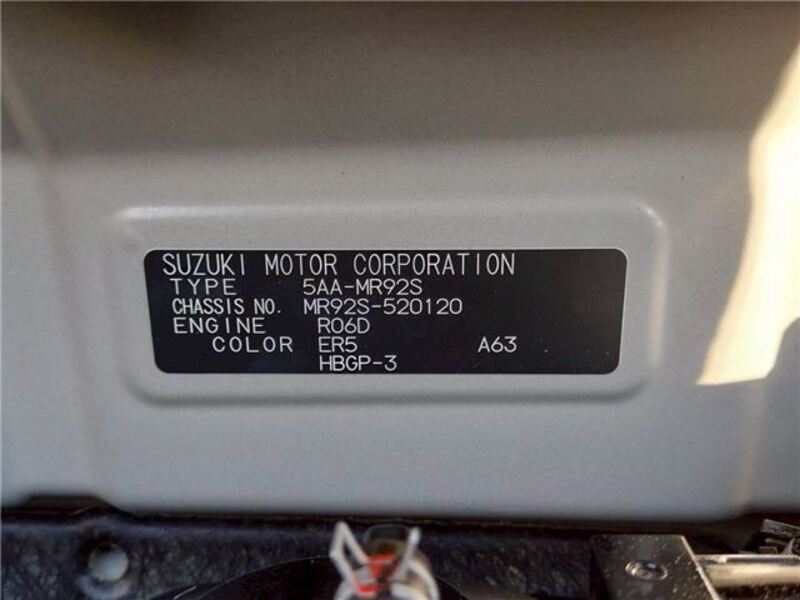 SUZUKI MOTOR CORPORATION
TYPE 5AA-MR92S
CHASSIS NO. MR92S-520120
ENGINE R06D
COLOR ER5 A63
HBGP-3